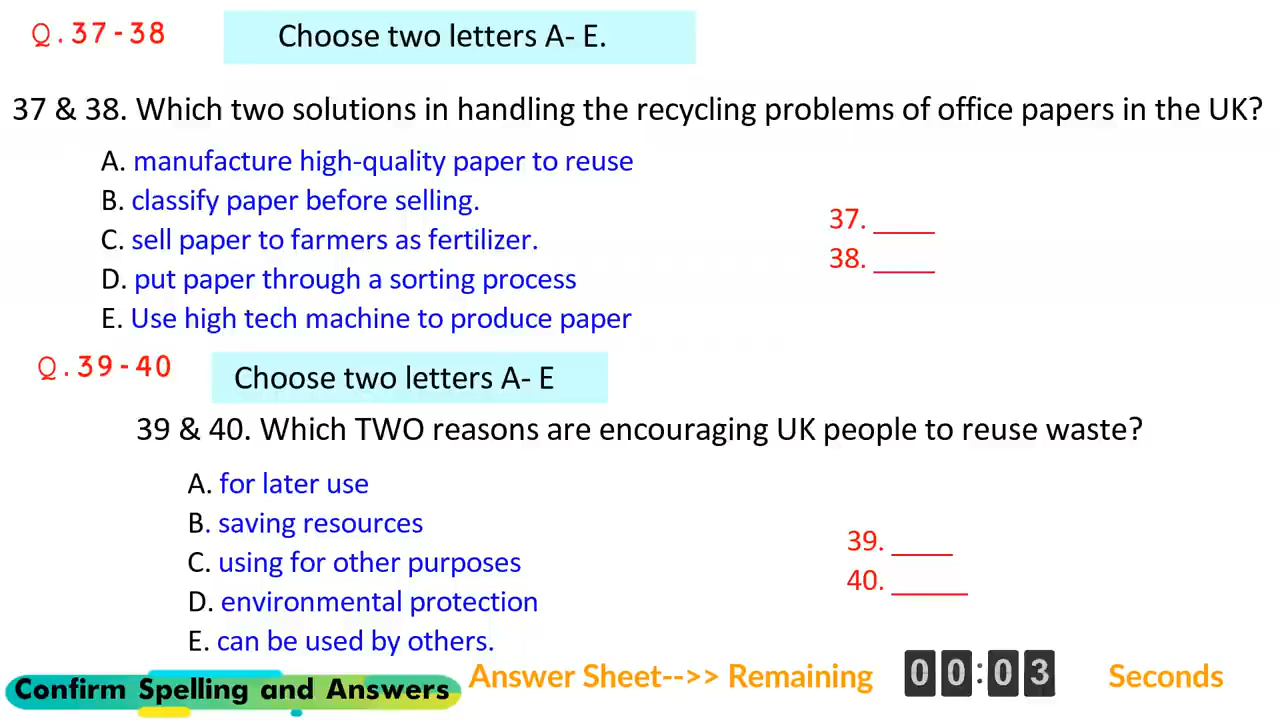 Q.37-38
Choose two letters A- E.
37 & 38. Which two solutions in handling the recycling problems of office papers in the UK?
A. manufacture high-quality paper to reuse
B. classify paper before selling.
C. sell paper to farmers as fertilizer.
D. put paper through a sorting process
E. Use high tech machine to produce paper
37. ____
38. ____
Q.39-40
Choose two letters A- E
39 & 40. Which TWO reasons are encouraging UK people to reuse waste?
A. for later use
B. saving resources
C. using for other purposes
D. environmental protection
E. can be used by others.
39. ____
40. _____
Confirm Spelling and Answers
Answer Sheet-->> Remaining 00:03 Seconds